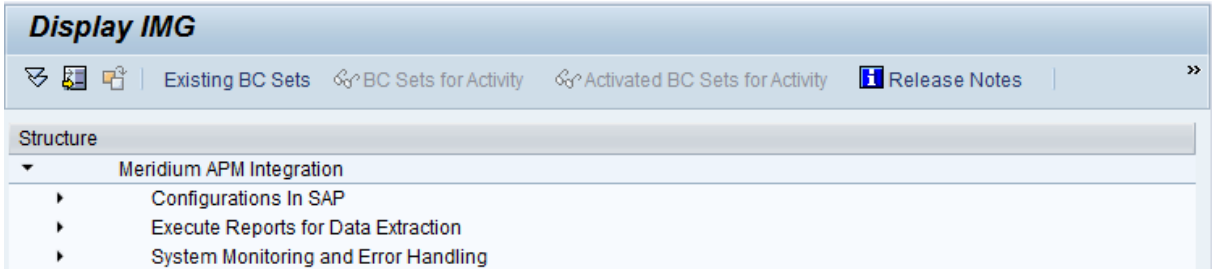 Display IMG
Existing BC Sets BC Sets for Activity Activated BC Sets for Activity Release Notes »
Structure
Meridium APM Integration
Configurations In SAP
Execute Reports for Data Extraction
System Monitoring and Error Handling